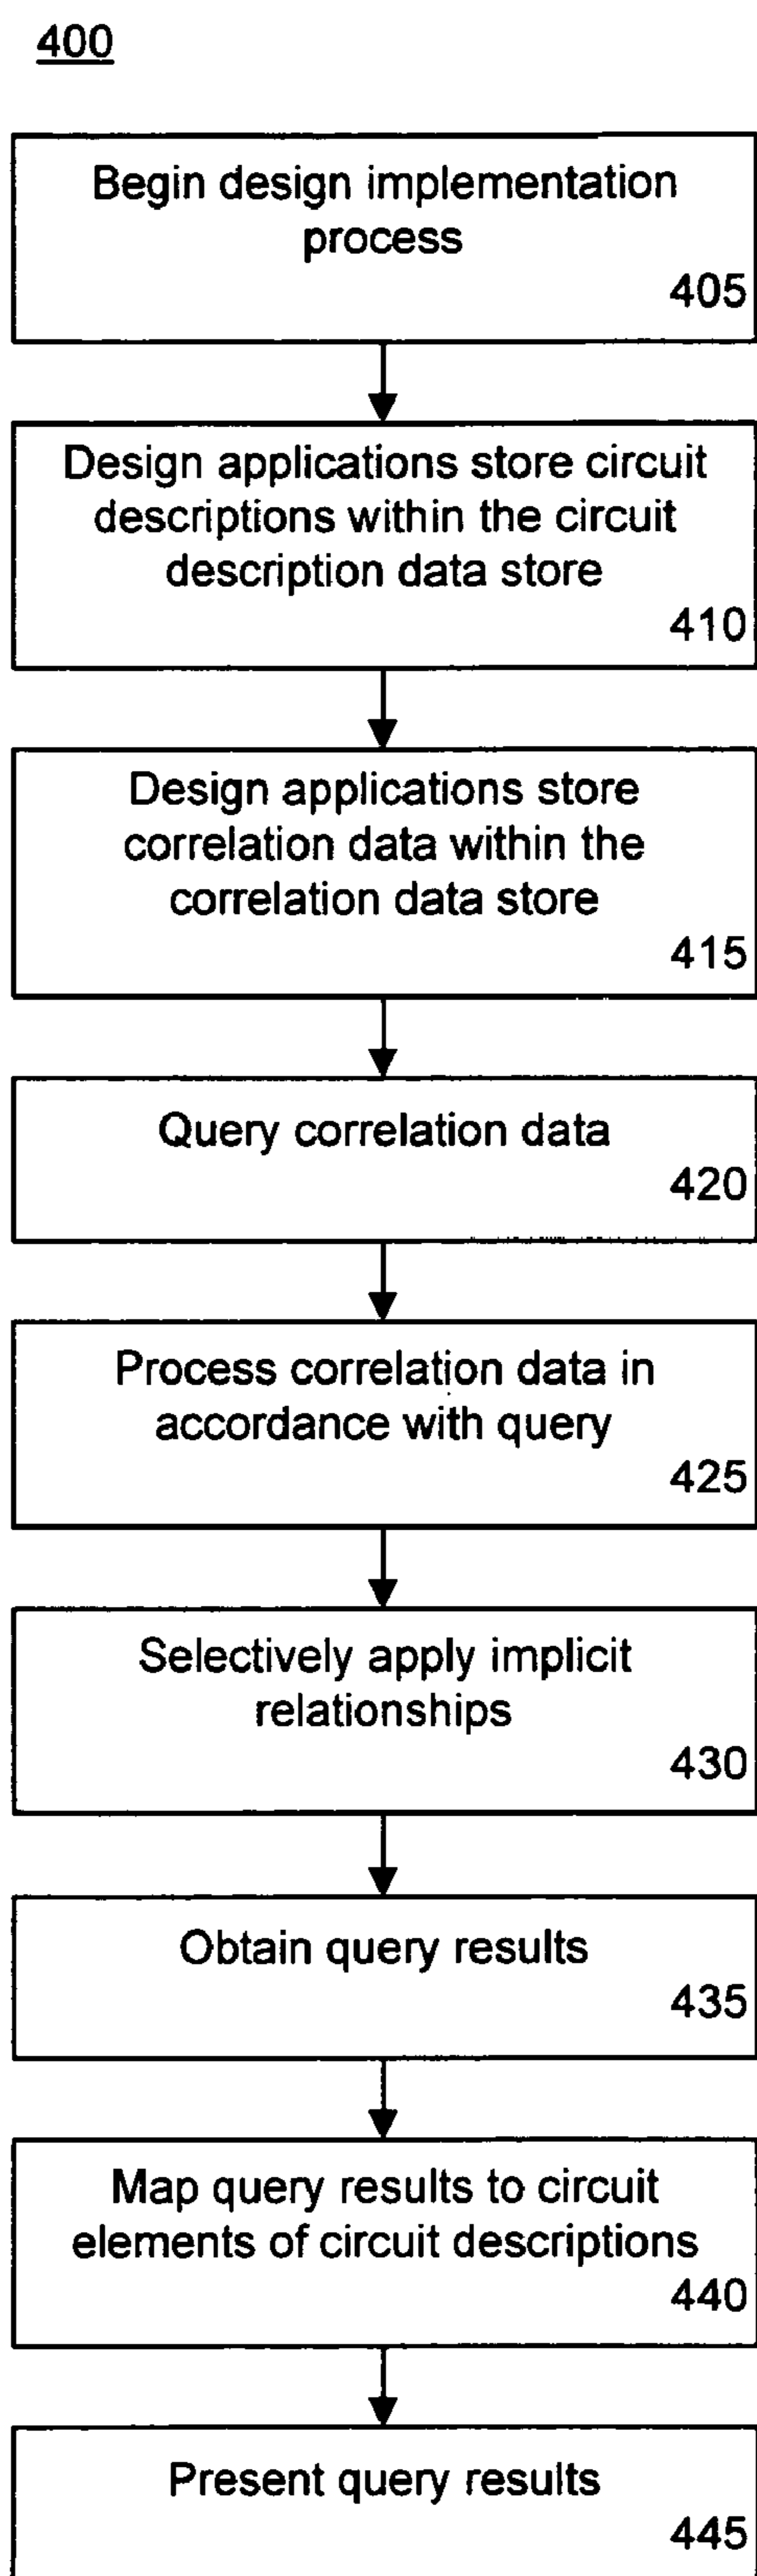 400
Begin design implementation
process
405
Design applications store circuit
descriptions within the circuit
description data store
410
Design applications store
correlation data within the
correlation data store
415
Query correlation data
420
Process correlation data in
accordance with query
425
Selectively apply implicit
relationships
430
Obtain query results
435
Map query results to circuit
elements of circuit descriptions
440
Present query results
445